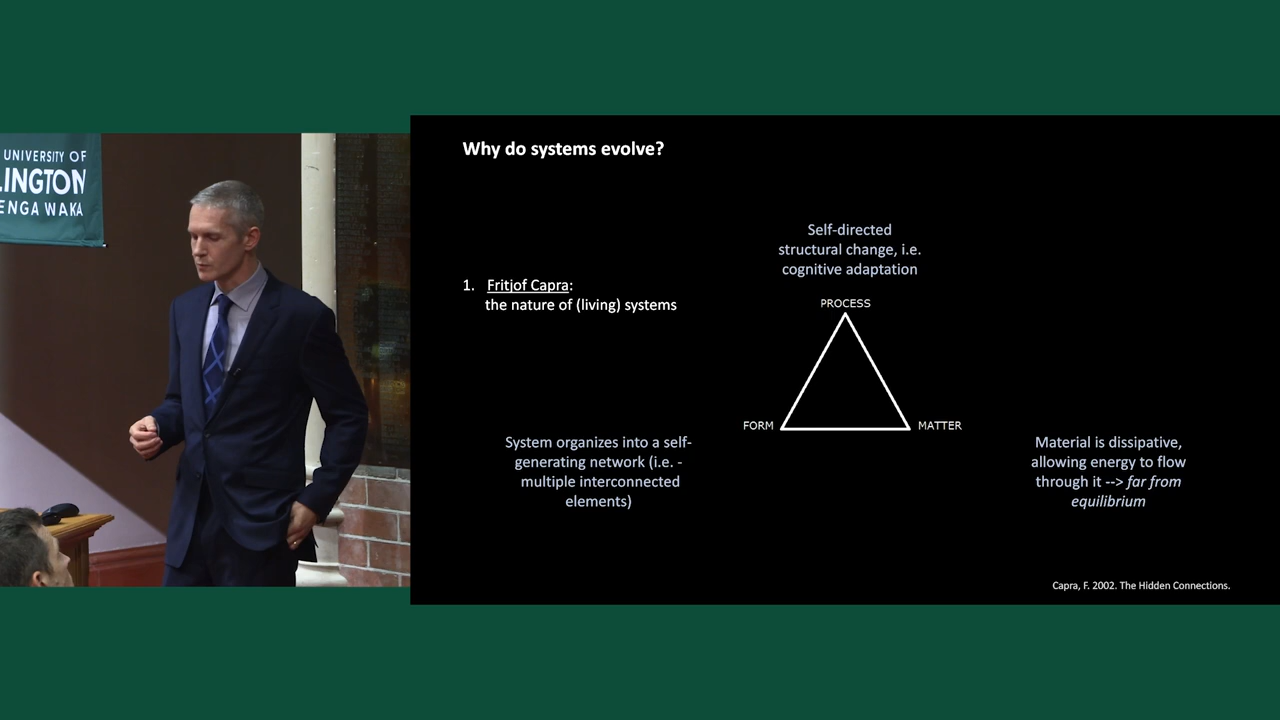 UNIVERSITY OF
LINGTON
ENGA WAKA
Why do systems evolve?
Self-directed
structural change, i.e.
cognitive adaptation
1. Fritjof Capra:
the nature of (living) systems
PROCESS
FORM
MATTER
System organizes into a self-
generating network (i.e. -
multiple interconnected
elements)
Material is dissipative,
allowing energy to flow
through it --> far from
equilibrium
Capra, F. 2002. The Hidden Connections.